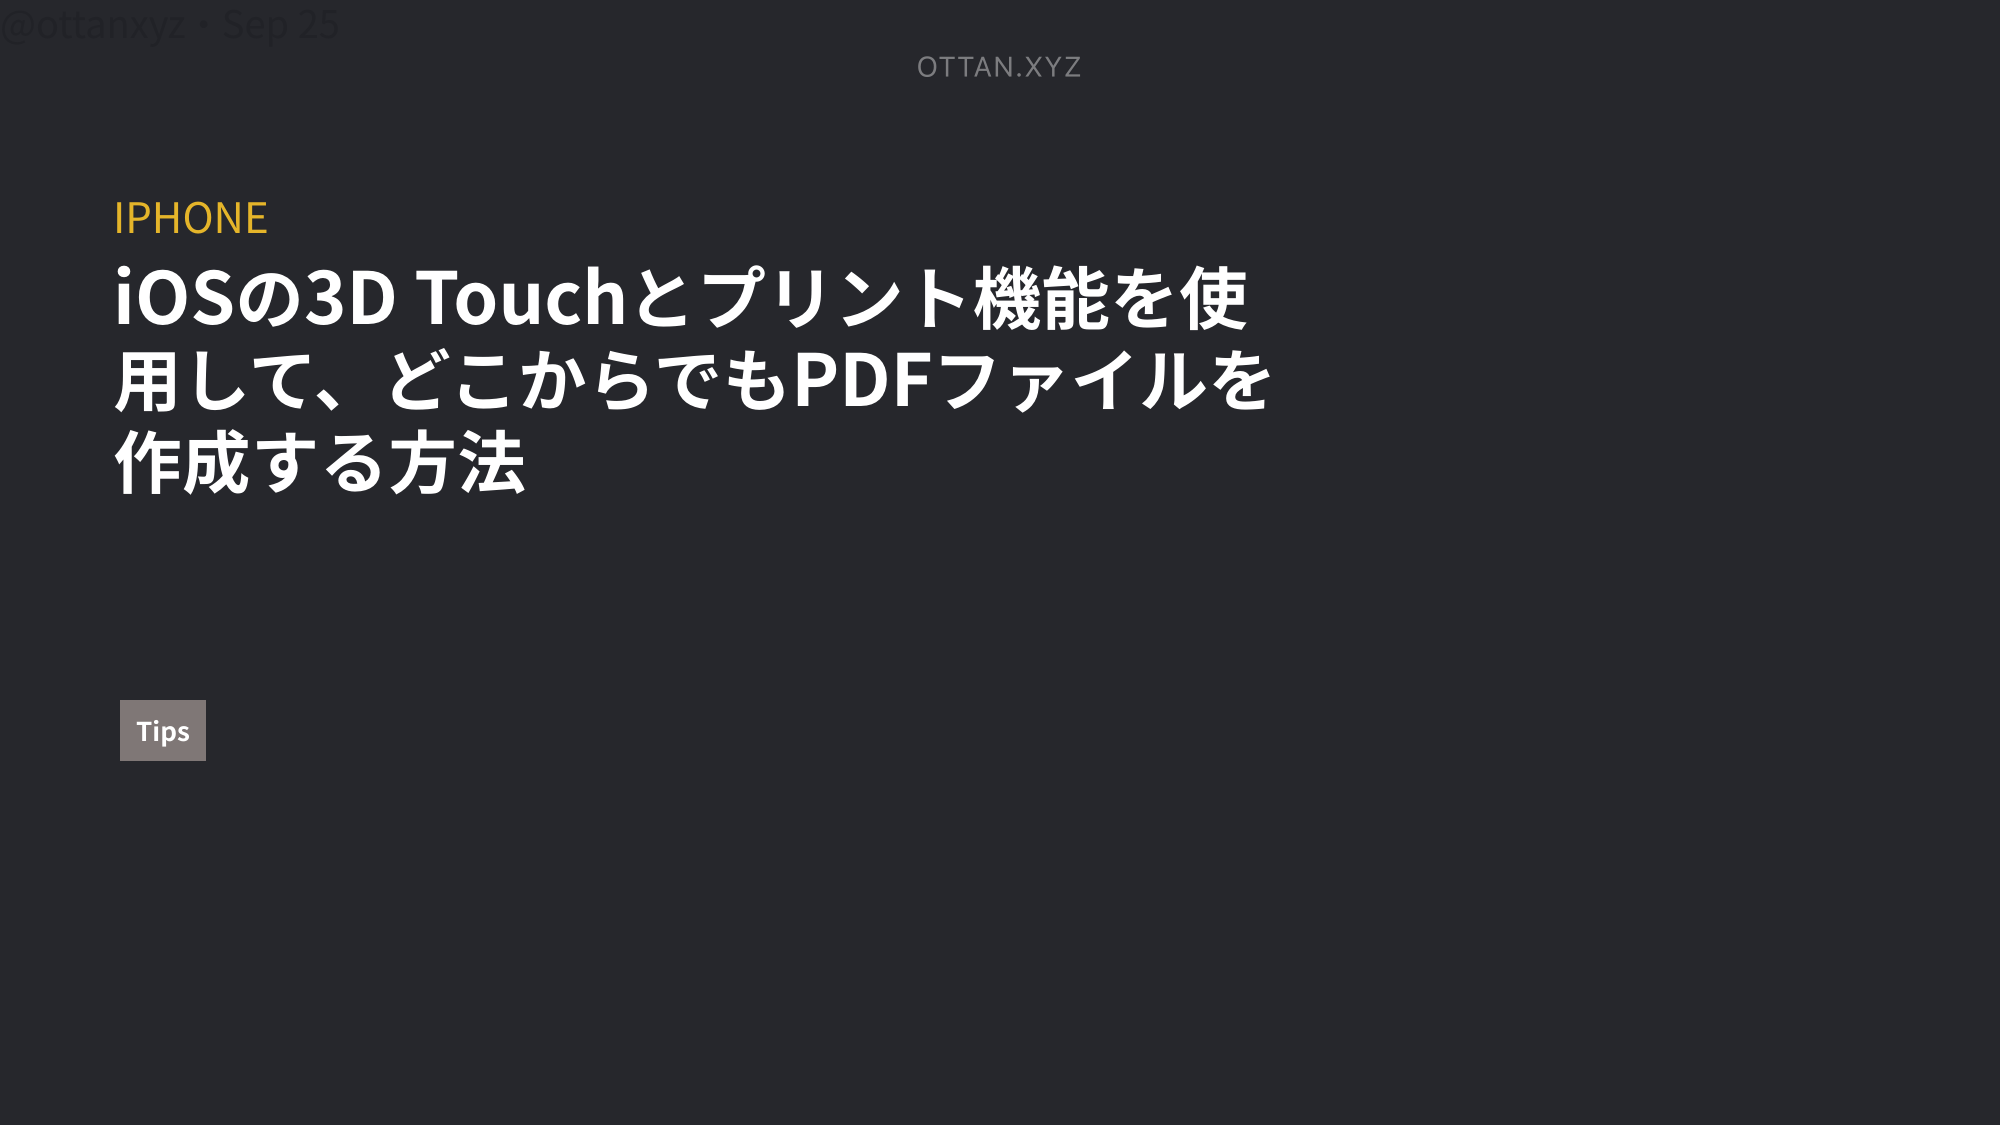 @ottanxyz・Sep 25
OTTAN.XYZ
IPHONE
iOSの3D Touchとプリント機能を使
用して、どこからでもPDFファイルを
作成する方法
Tips